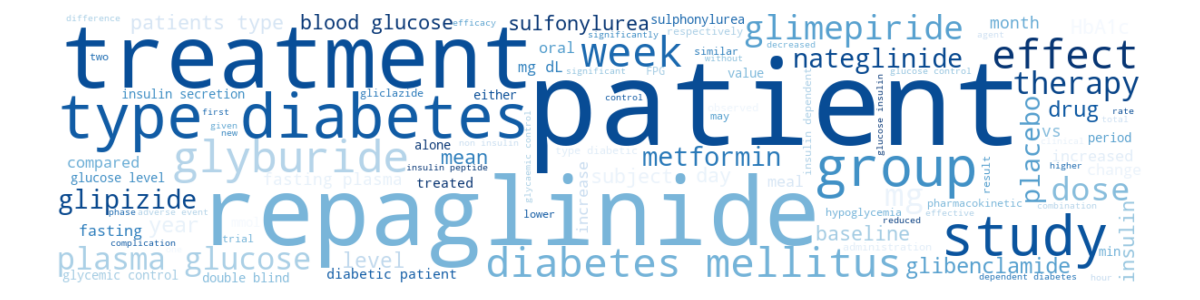 difference
patients type
blood glucose
efficacy
sulfonylurea
sulphonylurea
glimepiride
month
HbA1c
treatment
patient
significantly
respectively
agent
two
oral
week
similar
decreased
without
nateglinide
effect
mg dL
significant
FPG
value
glucose control
therapy
insulin secretion
gliclazide
either
control
observed
insulin dependent
glucose insulin
placebo
drug
rate
type diabetes
first
given
new
may
total
vs
period
clinical
alone
non insulin
glycaemic control
compared
glyburide
mean
metformin
group
result
increased
glucose level
insulin peptide
type diabetic
higher
change
fasting plasma
treated
subject
day
meal
mg
dose
glipizide
repaglinide
increase
pharmacokinetic
combination
insulin
phase
adverse event
lower
hypoglycemia
reduced
effective
fasting
year
trial
baseline
study
complication
administration
min
plasma glucose
level
diabetes mellitus
glibenclamide
glycemic control
double blind
diabetic patient
dependent diabetes
hour